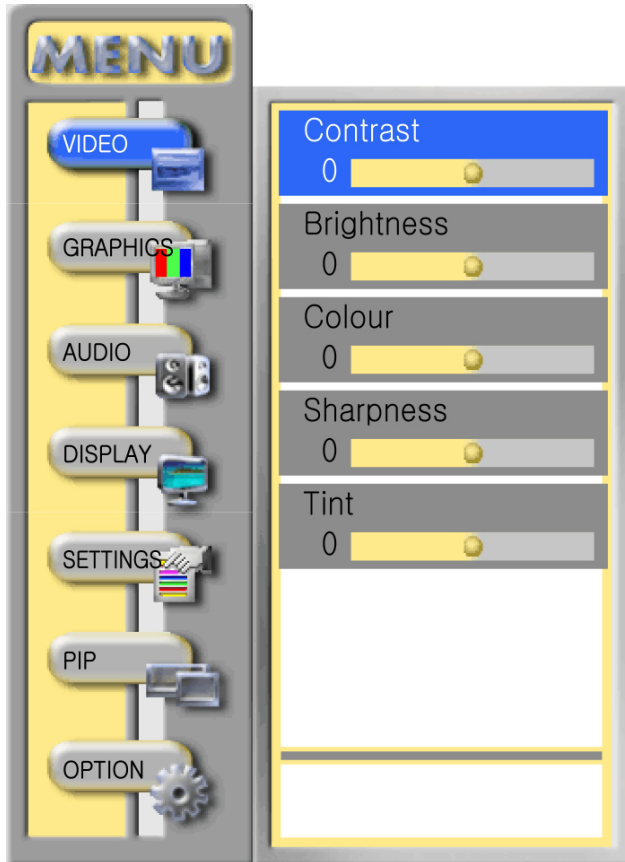 MENU
VIDEO
GRAPHICS
AUDIO
DISPLAY
SETTINGS
PIP
OPTION
Contrast
0
Brightness
0
Colour
0
Sharpness
0
Tint
0